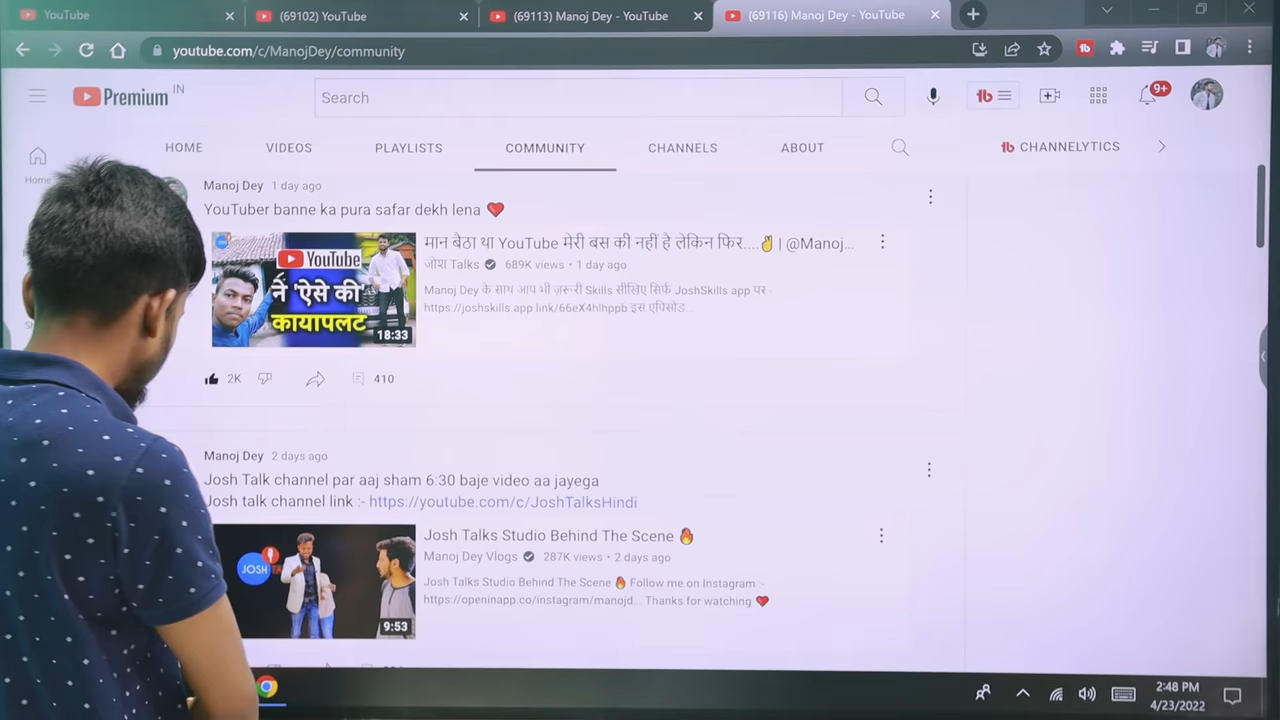 YouTube
(69102) YouTube
(69113) Manoj Dey - YouTube
(69116) Manoj Dey - YouTube
youtube.com/c/ManojDey/community
Premium IN
Search
9+
HOME VIDEOS PLAYLISTS COMMUNITY CHANNELS ABOUT
CHANNELYTICS
Home
Manoj Dey 1 day ago
YouTuber banne ka pura safar dekh lena ❤️
YouTube
ने 'ऐसे की'
कायापलट
18:33
मान बैठा था YouTube मेरी बस की नहीं है लेकिन फिर....✌️ | @Manoj...
जोश Talks 689K views • 1 day ago
Manoj Dey के साथ आप भी ज़रूरी Skills सीखिए सिर्फ JoshSkills app पर -
https://joshskills.app.link/66eX4hlhppb इस एपिसोड...
2K 410
Manoj Dey 2 days ago
Josh Talk channel par aaj sham 6:30 baje video aa jayega
Josh talk channel link :- https://youtube.com/c/JoshTalksHindi
JOSH
9:53
Josh Talks Studio Behind The Scene 🔥
Manoj Dey Vlogs 287K views • 2 days ago
Josh Talks Studio Behind The Scene 🔥 Follow me on Instagram :-
https://openinapp.co/instagram/manojd... Thanks for watching ❤️
2:48 PM
4/23/2022